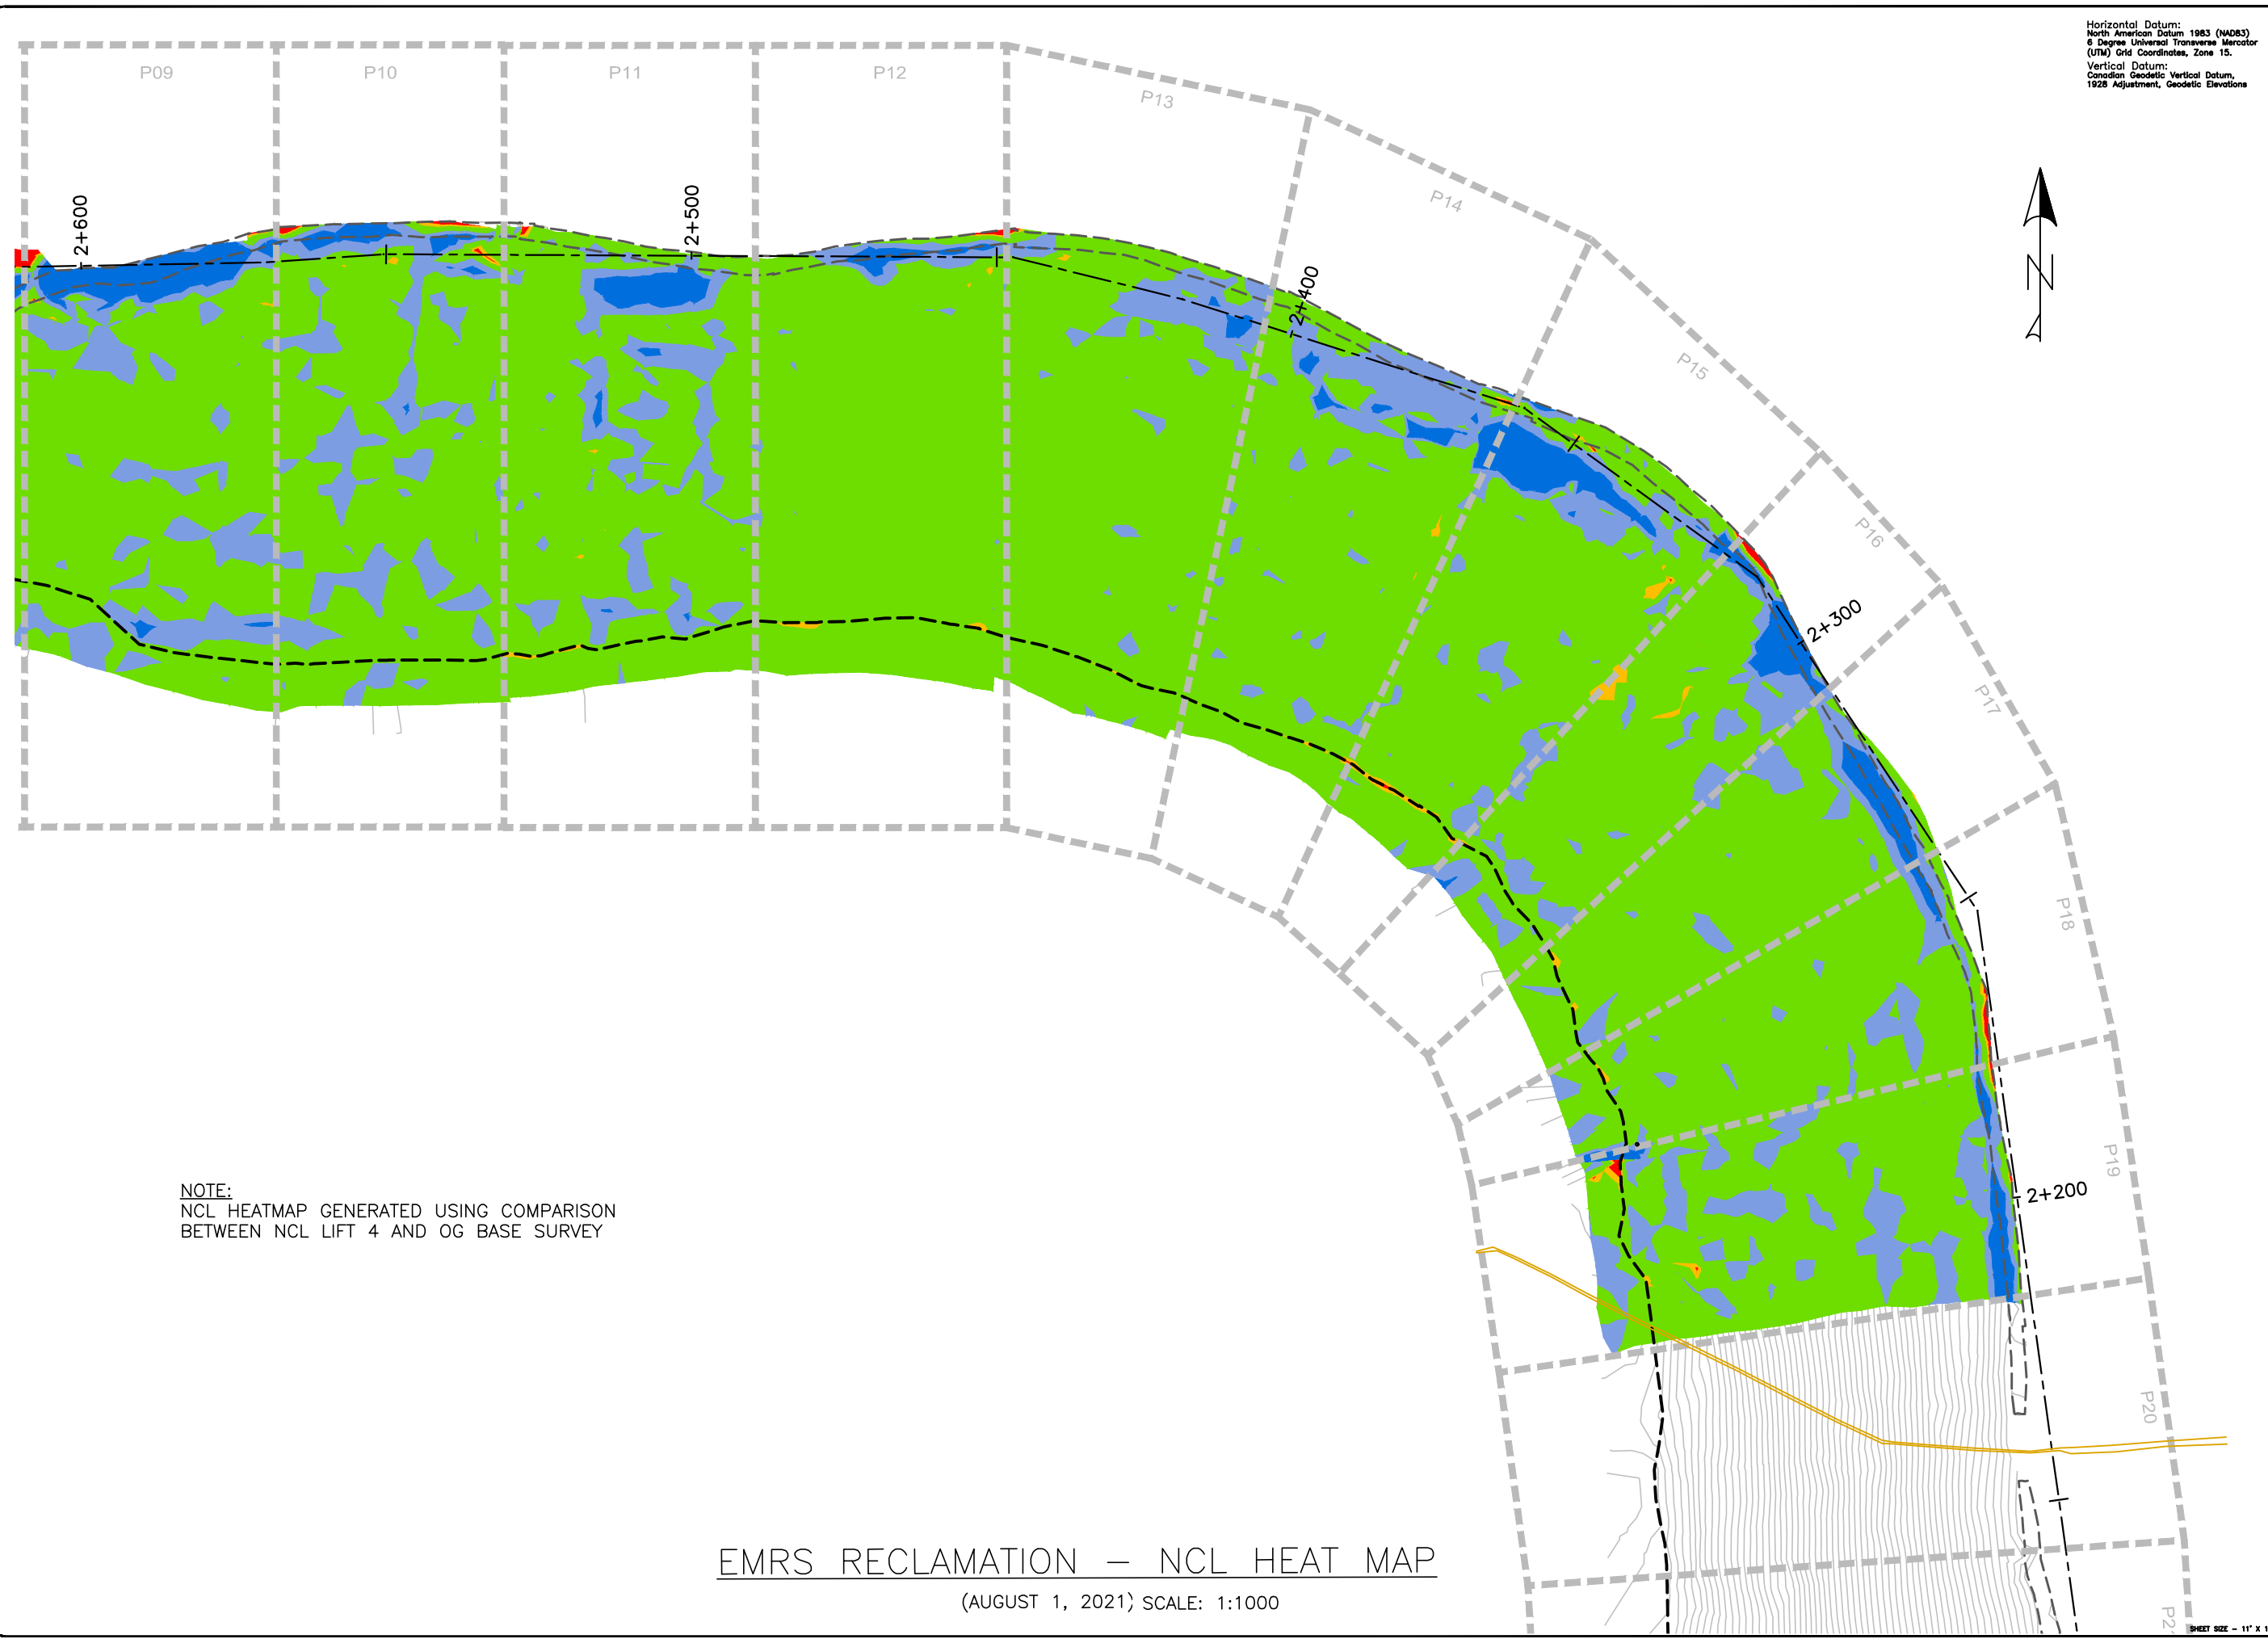 Horizontal Datum:
North American Datum 1983 (NAD83)
6 Degree Universal Transverse Mercator
(UTM) Grid Coordinates, Zone 15.
Vertical Datum:
Canadian Geodetic Vertical Datum,
1928 Adjustment, Geodetic Elevations
P09
P10
P11
P12
P13
P14
P15
P16
P17
P18
P19
P20
2+600
2+500
2+400
2+300
2+200
N
NOTE:
NCL HEATMAP GENERATED USING COMPARISON
BETWEEN NCL LIFT 4 AND OG BASE SURVEY
EMRS RECLAMATION – NCL HEAT MAP
(AUGUST 1, 2021) SCALE: 1:1000
SHEET SIZE - 11" X